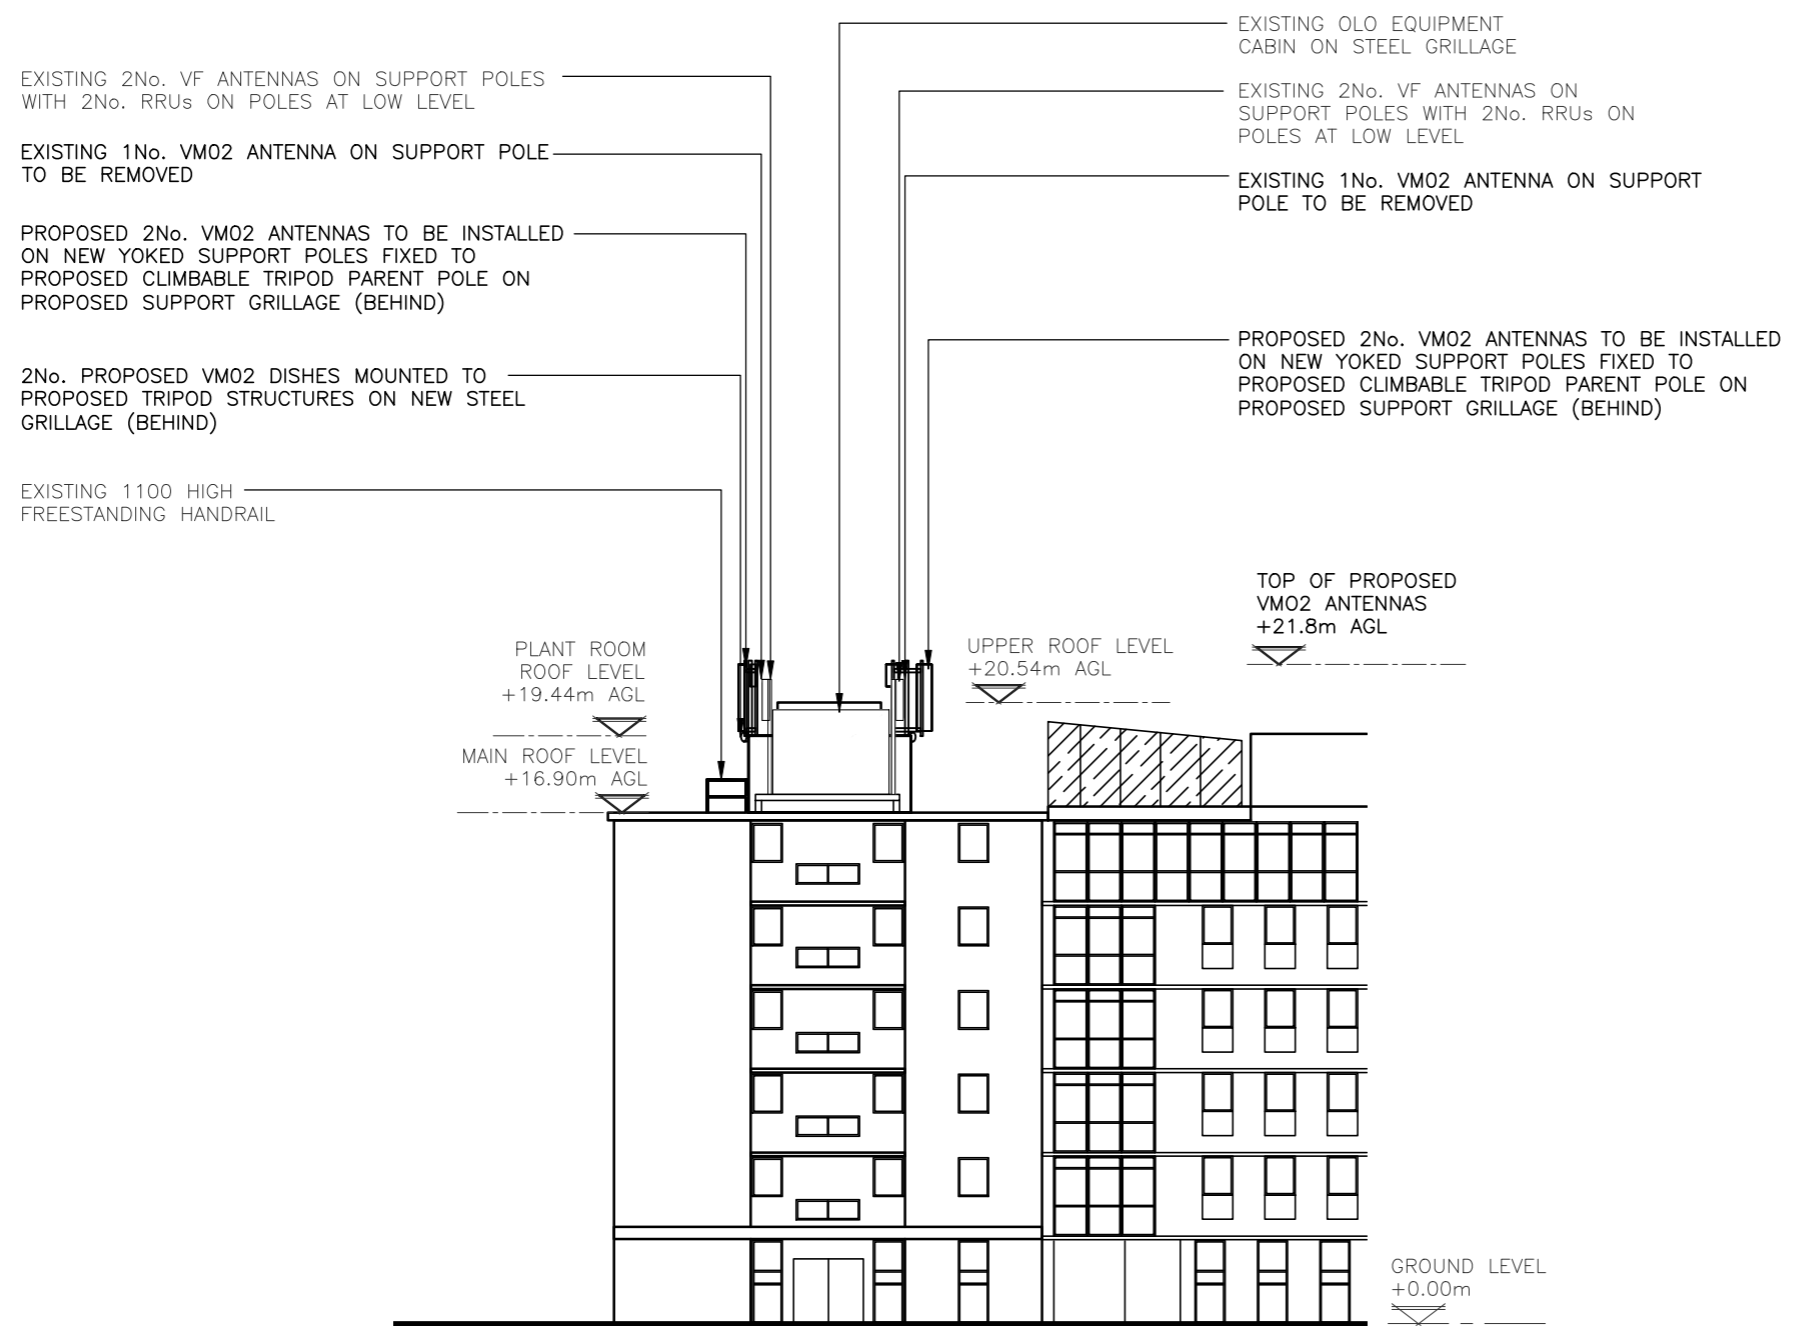 EXISTING OLO EQUIPMENT
CABIN ON STEEL GRILLAGE
EXISTING 2No. VF ANTENNAS ON SUPPORT POLES
WITH 2No. RRUs ON POLES AT LOW LEVEL
EXISTING 2No. VF ANTENNAS ON
SUPPORT POLES WITH 2No. RRUs ON
POLES AT LOW LEVEL
EXISTING 1No. VM02 ANTENNA ON SUPPORT POLE
TO BE REMOVED
EXISTING 1No. VM02 ANTENNA ON SUPPORT
POLE TO BE REMOVED
PROPOSED 2No. VM02 ANTENNAS TO BE INSTALLED
ON NEW YOKED SUPPORT POLES FIXED TO
PROPOSED CLIMBABLE TRIPOD PARENT POLE ON
PROPOSED SUPPORT GRILLAGE (BEHIND)
PROPOSED 2No. VM02 ANTENNAS TO BE INSTALLED
ON NEW YOKED SUPPORT POLES FIXED TO
PROPOSED CLIMBABLE TRIPOD PARENT POLE ON
PROPOSED SUPPORT GRILLAGE (BEHIND)
2No. PROPOSED VM02 DISHES MOUNTED TO
PROPOSED TRIPOD STRUCTURES ON NEW STEEL
GRILLAGE (BEHIND)
EXISTING 1100 HIGH
FREESTANDING HANDRAIL
TOP OF PROPOSED
VM02 ANTENNAS
+21.8m AGL
PLANT ROOM
ROOF LEVEL
+19.44m AGL
UPPER ROOF LEVEL
+20.54m AGL
MAIN ROOF LEVEL
+16.90m AGL
GROUND LEVEL
+0.00m